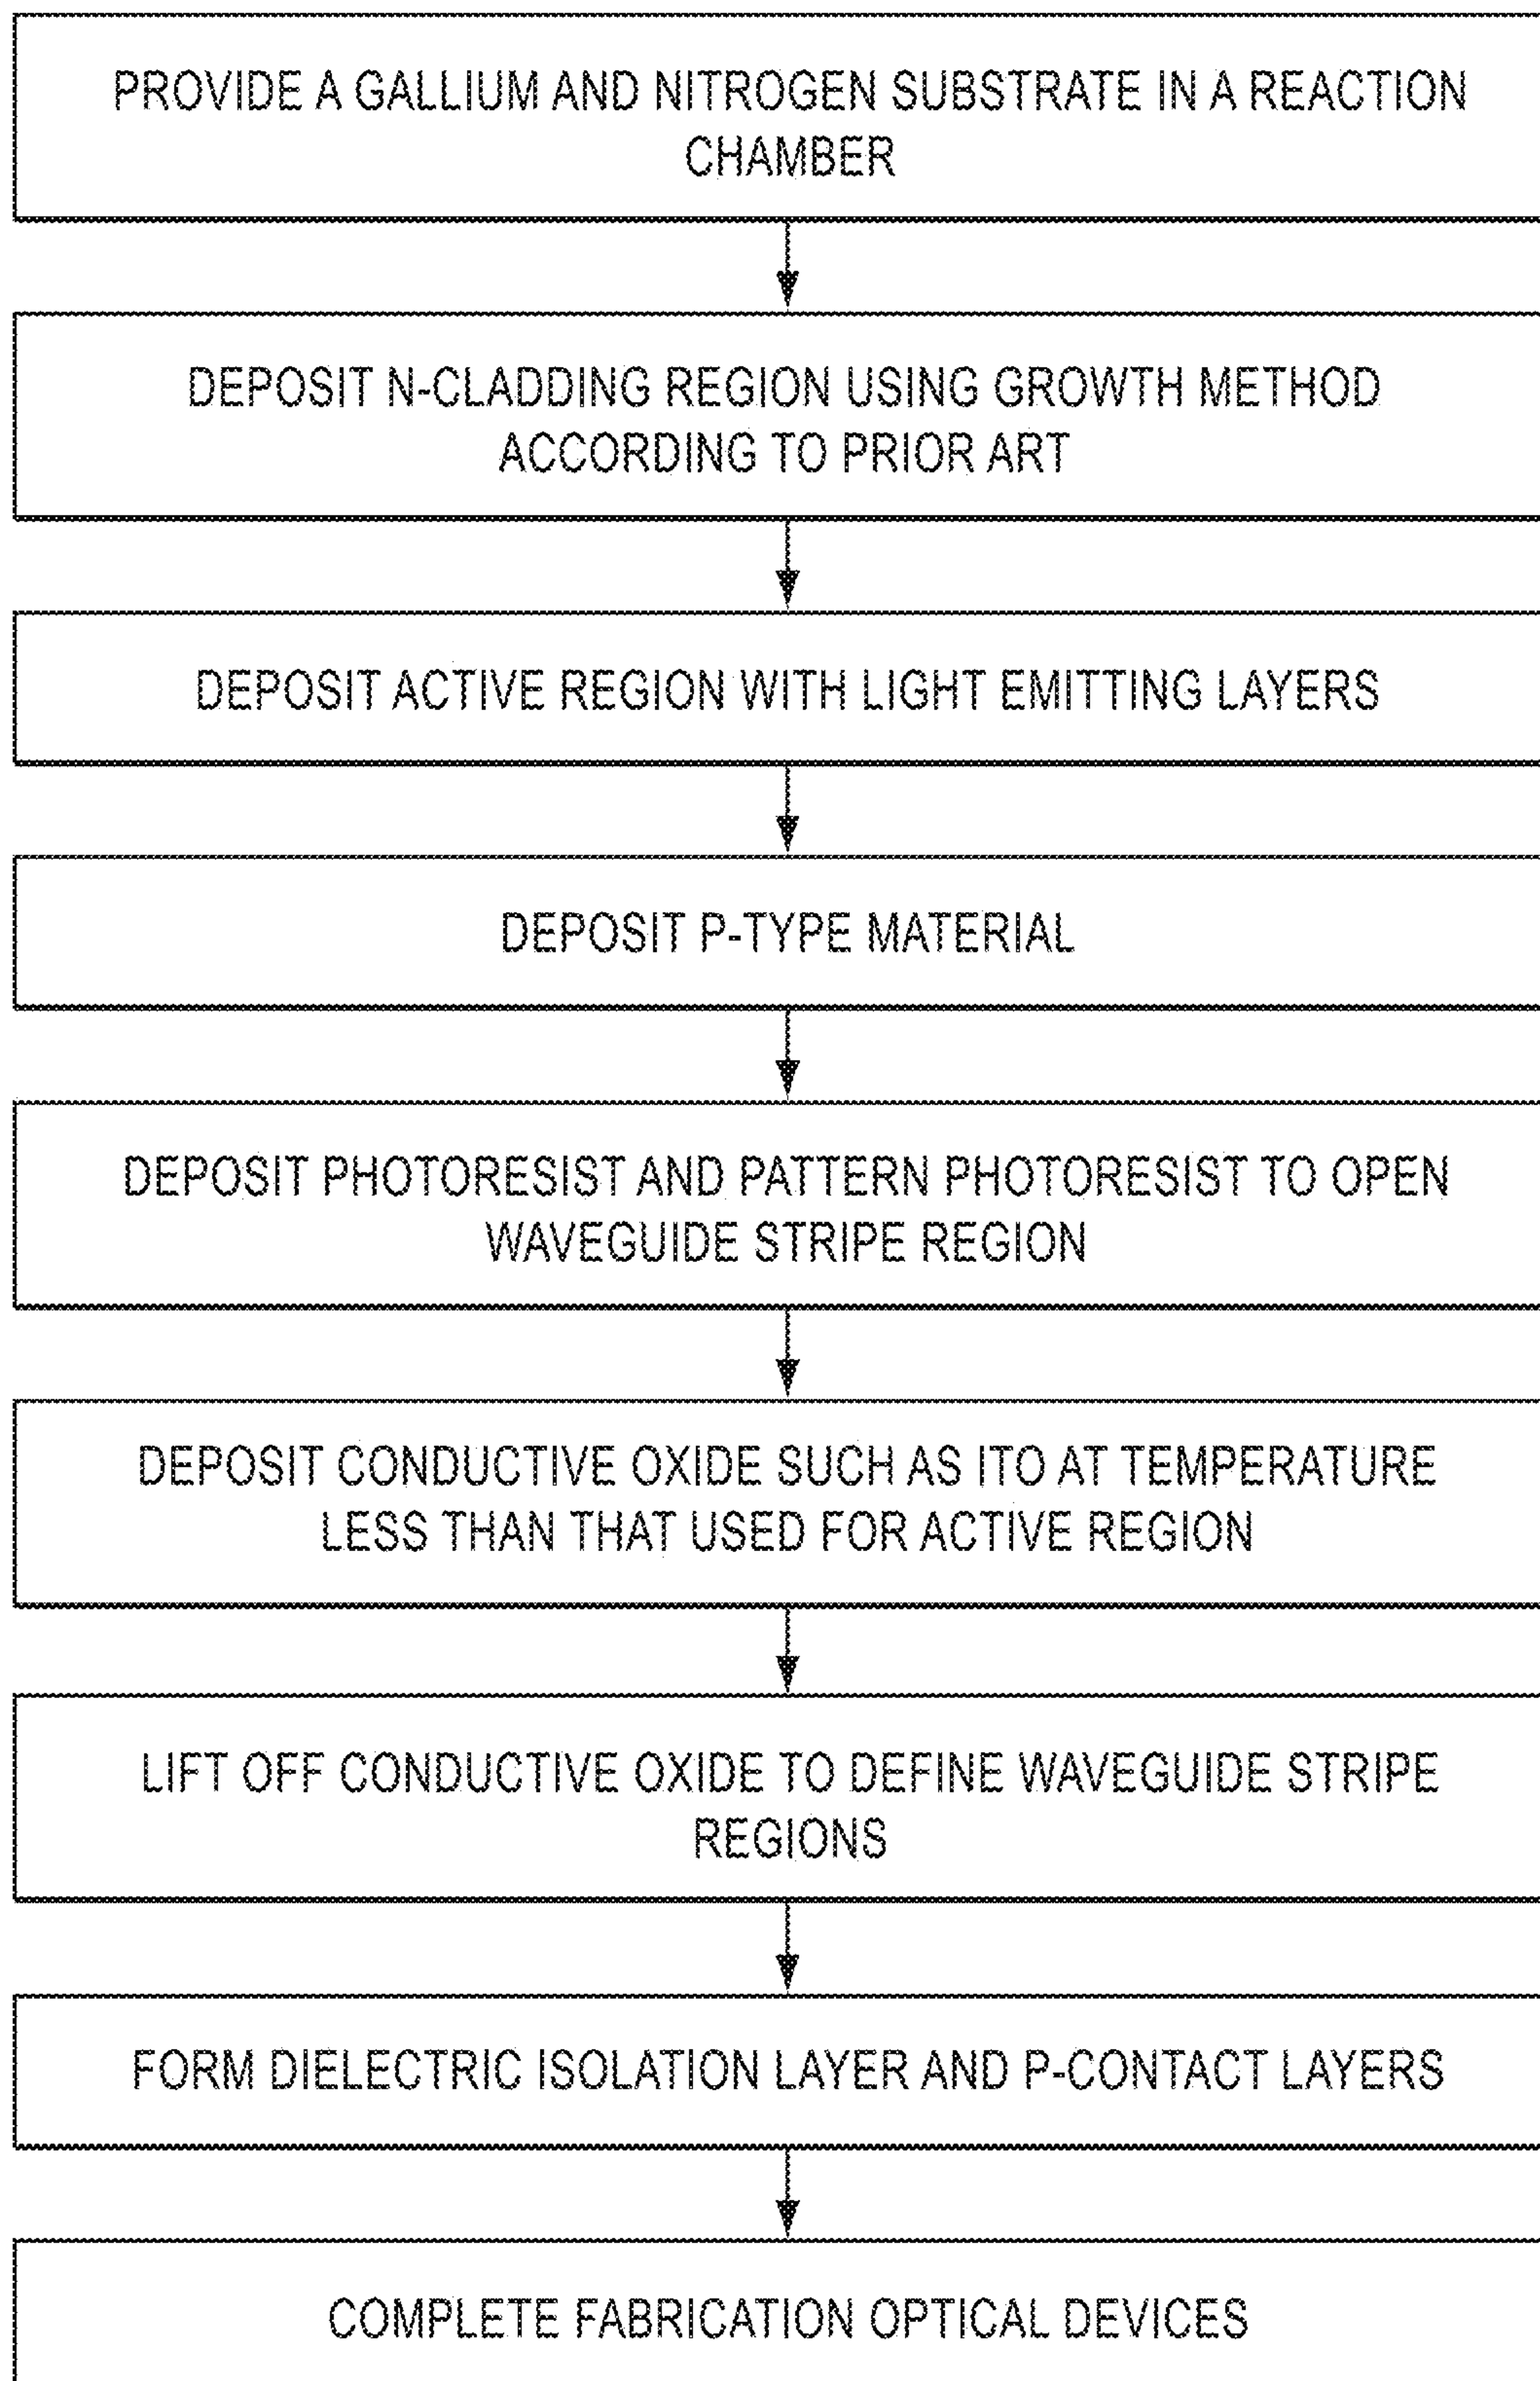 PROVIDE A GALLIUM AND NITROGEN SUBSTRATE IN A REACTION
CHAMBER
DEPOSIT N-CLADDING REGION USING GROWTH METHOD
ACCORDING TO PRIOR ART
DEPOSIT ACTIVE REGION WITH LIGHT EMITTING LAYERS
DEPOSIT P-TYPE MATERIAL
DEPOSIT PHOTORESIST AND PATTERN PHOTORESIST TO OPEN
WAVEGUIDE STRIPE REGION
DEPOSIT CONDUCTIVE OXIDE SUCH AS ITO AT TEMPERATURE
LESS THAN THAT USED FOR ACTIVE REGION
LIFT OFF CONDUCTIVE OXIDE TO DEFINE WAVEGUIDE STRIPE
REGIONS
FORM DIELECTRIC ISOLATION LAYER AND P-CONTACT LAYERS
COMPLETE FABRICATION OPTICAL DEVICES